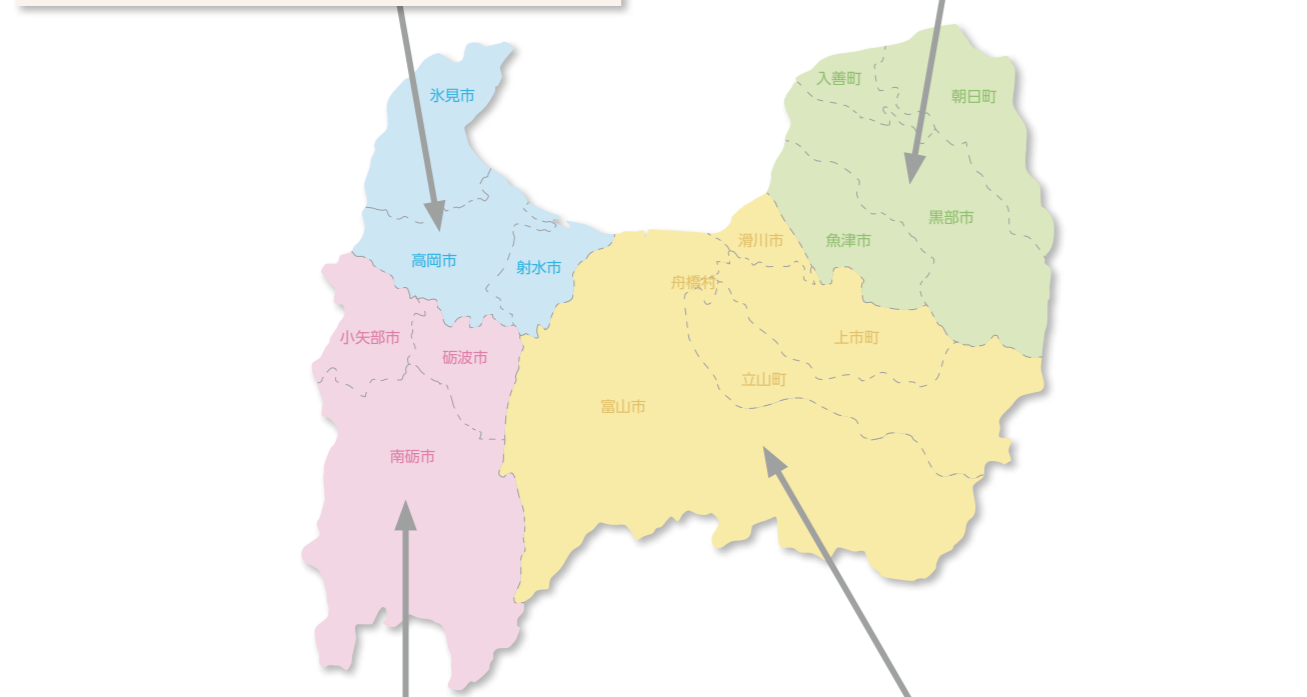 入善町
氷見市
朝日町
黒部市
滑川市
魚津市
高岡市
射水市
舟橋村
小矢部市
上市町
砺波市
立山町
富山市
南砺市